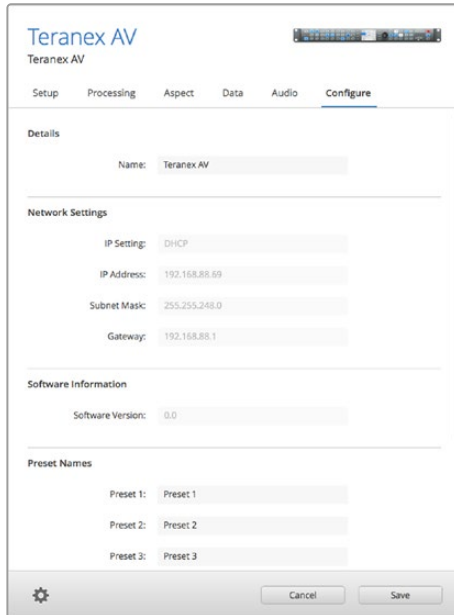 Teranex AV
Teranex AV
Setup Processing Aspect Data Audio Configure
Details
Name: Teranex AV
Network Settings
IP Setting: DHCP
IP Address: 192.168.88.69
Subnet Mask: 255.255.248.0
Gateway: 192.168.88.1
Software Information
Software Version: 0.0
Preset Names
Preset 1: Preset 1
Preset 2: Preset 2
Preset 3: Preset 3
Cancel Save